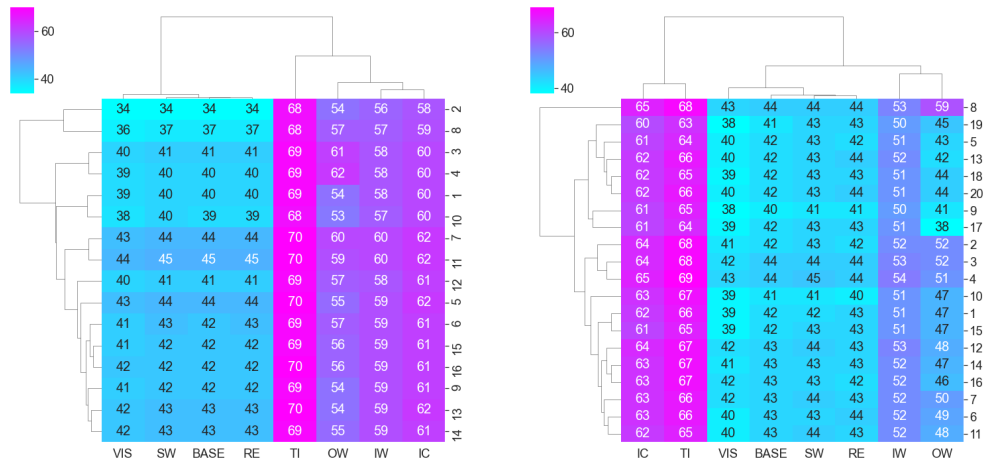 60
40
34 34 34 34 68 54 56 58 2
36 37 37 37 68 57 57 59 8
40 41 41 41 69 61 58 60 3
39 40 40 40 69 62 58 60 4
39 40 40 40 69 54 58 60 1
38 40 39 39 68 53 57 60 10
43 44 44 44 70 60 60 62 7
44 45 45 45 70 59 60 62 11
40 41 41 41 69 57 58 61 12
43 44 44 44 70 55 59 62 5
41 43 42 43 69 57 59 61 6
41 42 42 42 69 56 59 61 15
42 42 42 42 70 56 59 61 16
41 42 42 42 69 54 59 61 9
42 43 43 43 70 54 59 62 13
42 43 43 43 69 55 59 61 14
VIS SW BASE RE TI OW IW IC
60
40
65 68 43 44 44 44 53 59 8
60 63 38 41 43 43 50 45 19
61 64 40 42 43 42 51 43 5
62 66 40 42 43 44 52 42 13
62 65 39 42 43 43 51 44 18
62 66 40 42 43 44 51 44 20
61 65 38 40 41 41 50 41 9
61 64 39 42 43 43 51 38 17
64 68 41 42 43 42 52 52 2
64 68 42 44 44 44 53 52 3
65 69 43 44 45 44 54 51 4
63 67 39 41 41 40 51 47 10
62 66 39 42 42 43 51 47 1
61 65 39 42 43 43 51 47 15
64 67 42 43 44 43 53 48 12
63 67 41 43 44 43 52 47 14
63 67 42 43 42 43 52 46 16
63 66 42 43 44 43 52 50 7
63 66 40 43 44 43 52 49 6
62 65 40 43 44 43 52 48 11
IC TI VIS BASE SW RE IW OW